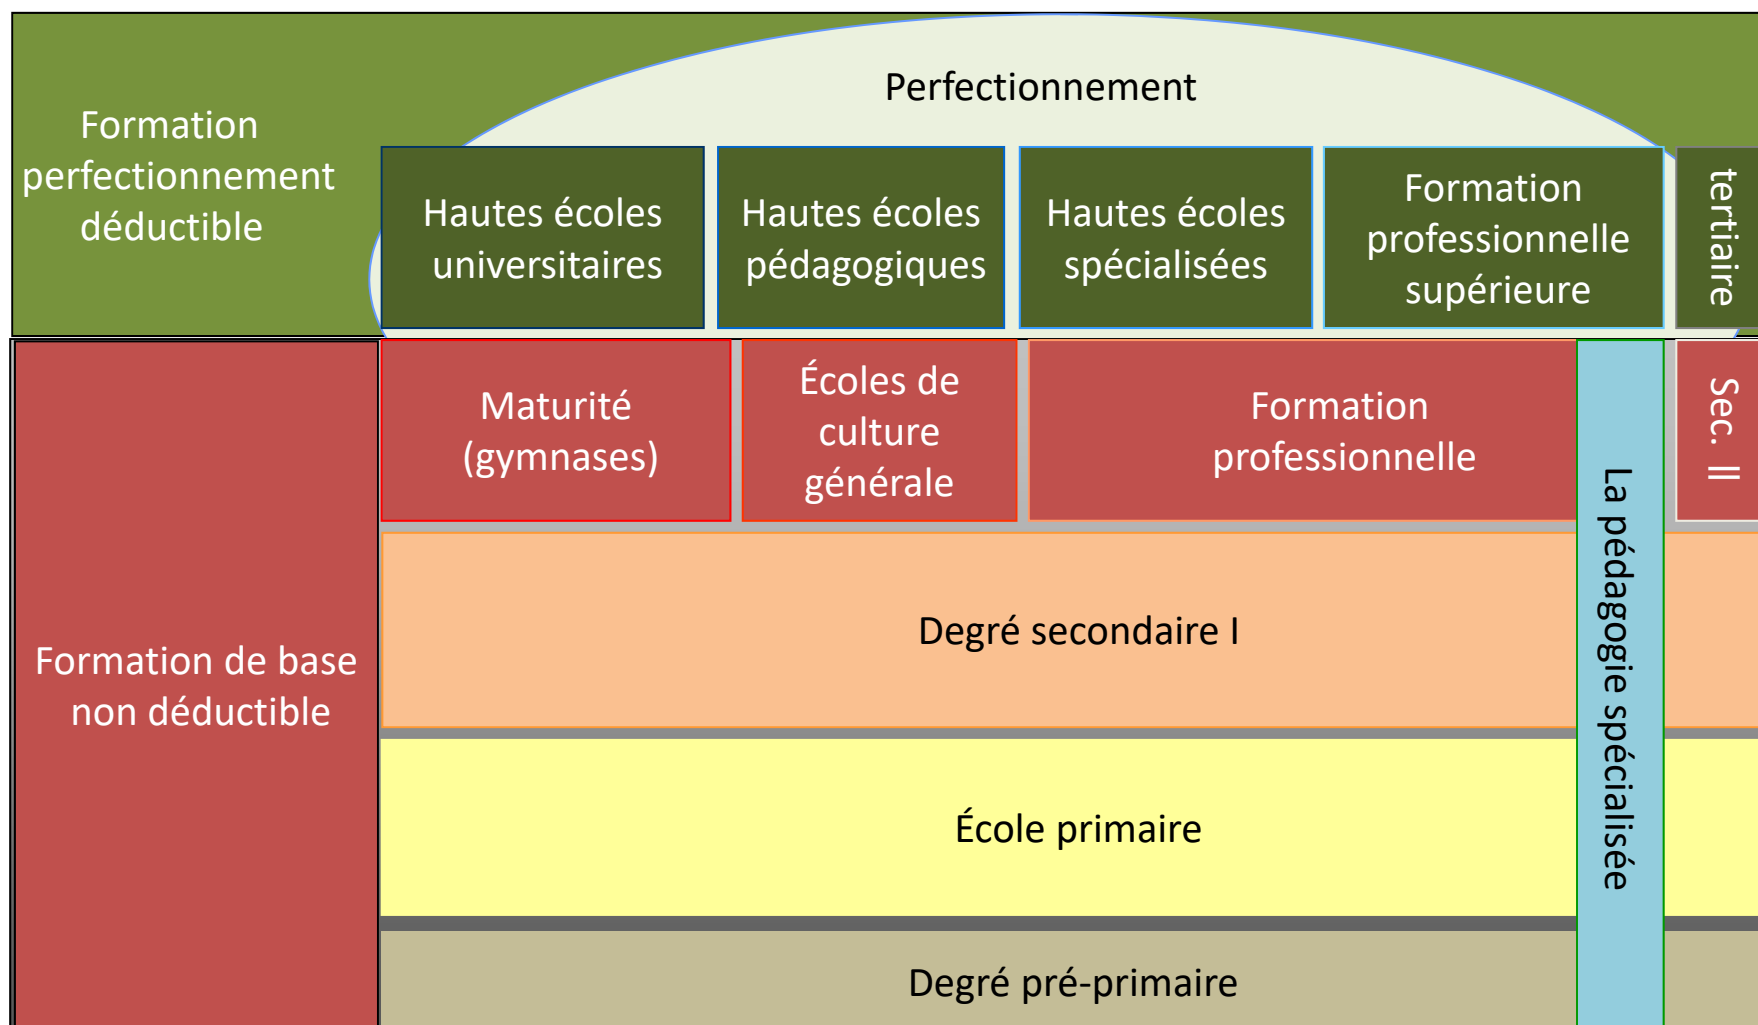 Formation
perfectionnement
déductible
Perfectionnement
Hautes écoles
universitaires
Hautes écoles
pédagogiques
Hautes écoles
spécialisées
Formation
professionnelle
supérieure
tertiaire
Formation de base
non déductible
Maturité
(gymnases)
Écoles de
culture
générale
Formation
professionnelle
Sec. II
La pédagogie spécialisée
Degré secondaire I
École primaire
Degré pré-primaire